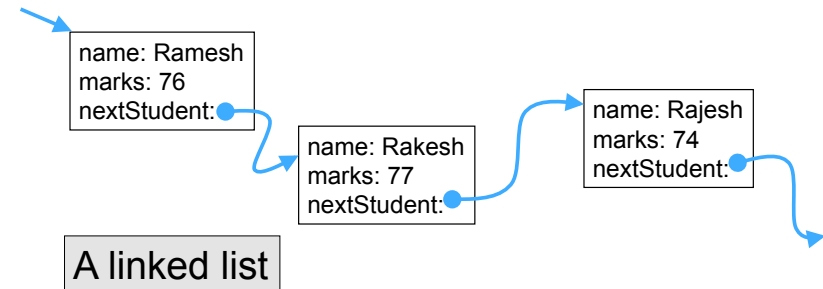 name: Ramesh
marks: 76
nextStudent:
name: Rakesh
marks: 77
nextStudent:
name: Rajesh
marks: 74
nextStudent:
A linked list